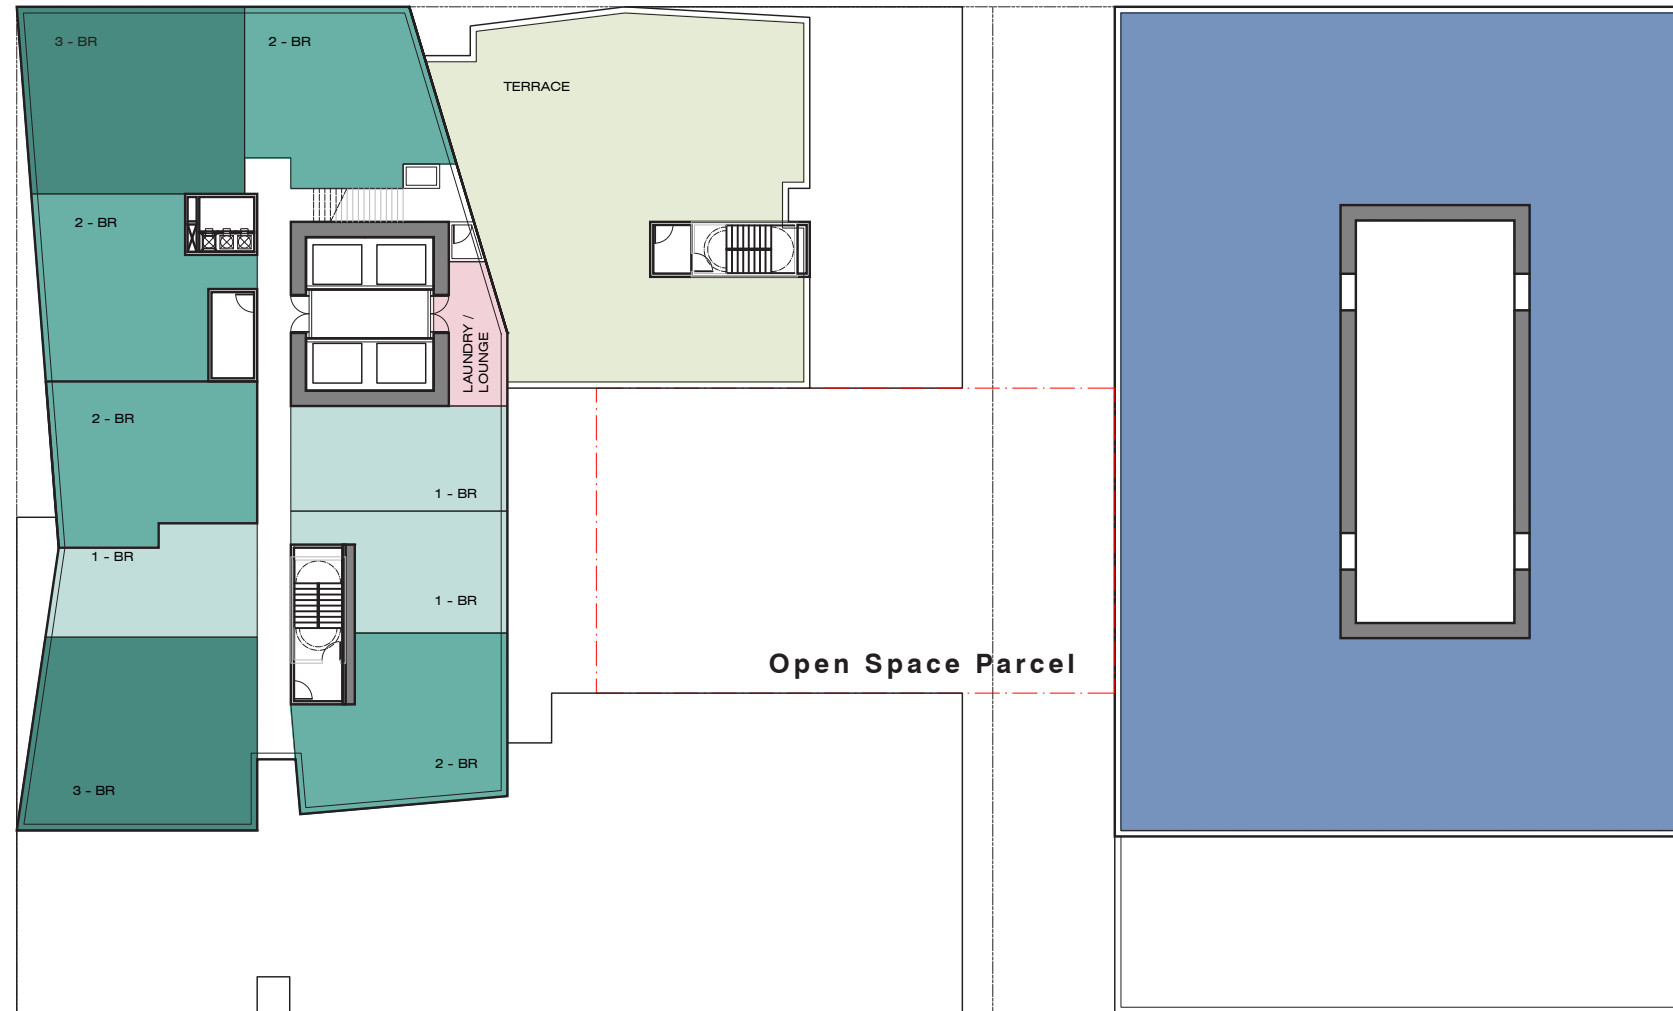 3 - BR
2 - BR
TERRACE
2 - BR
LAUNDRY /
LOUNGE
2 - BR
1 - BR
1 - BR
1 - BR
Open Space Parcel
2 - BR
3 - BR